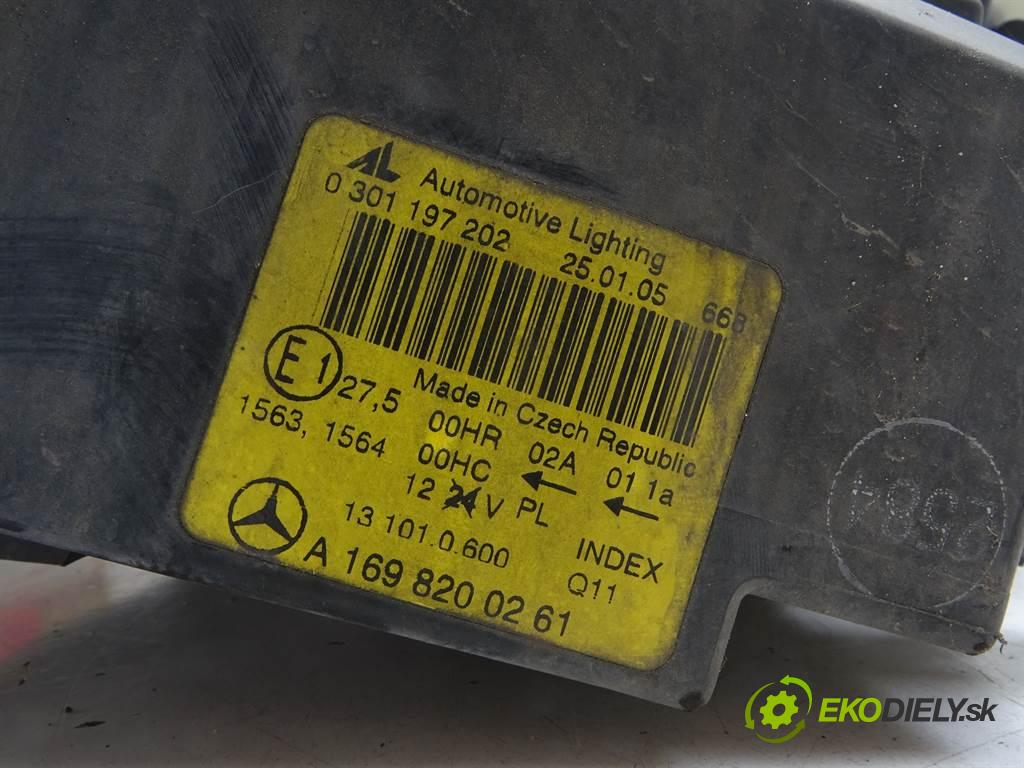 AL Automotive Lighting
0 301 197 202 25.01.05 668
Made in Czech Republic
E1 27,5 00HR 02A 01 1a
1563, 1564 00HC ← ←
12 24 V PL
13 101.0.600 INDEX
A 169 820 02 61 Q11
EKODIELY.sk